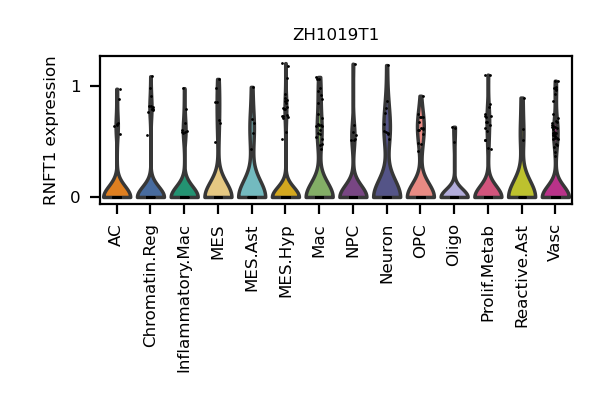 ZH1019T1
RNFT1 expression
1
0
AC
Chromatin.Reg
Inflammatory.Mac
MES
MES.Ast
MES.Hyp
Mac
NPC
Neuron
OPC
Oligo
Prolif.Metab
Reactive.Ast
Vasc